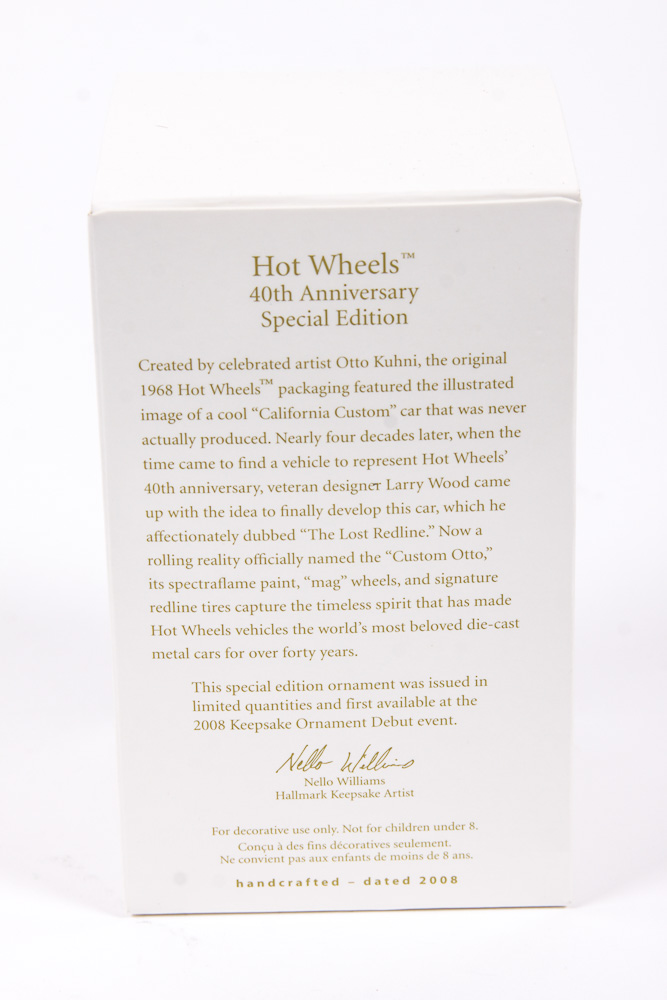 Hot Wheels™
40th Anniversary
Special Edition
Created by celebrated artist Otto Kuhni, the original
1968 Hot Wheels™ packaging featured the illustrated
image of a cool “California Custom” car that was never
actually produced. Nearly four decades later, when the
time came to find a vehicle to represent Hot Wheels’
40th anniversary, veteran designer Larry Wood came
up with the idea to finally develop this car, which he
affectionately dubbed “The Lost Redline.” Now a
rolling reality officially named the “Custom Otto,”
its spectraflame paint, “mag” wheels, and signature
redline tires capture the timeless spirit that has made
Hot Wheels vehicles the world’s most beloved die-cast
metal cars for over forty years.
This special edition ornament was issued in
limited quantities and first available at the
2008 Keepsake Ornament Debut event.
Nello Williams
Nello Williams
Hallmark Keepsake Artist
For decorative use only. Not for children under 8.
Conçu à des fins décoratives seulement.
Ne convient pas aux enfants de moins de 8 ans.
handcrafted – dated 2008